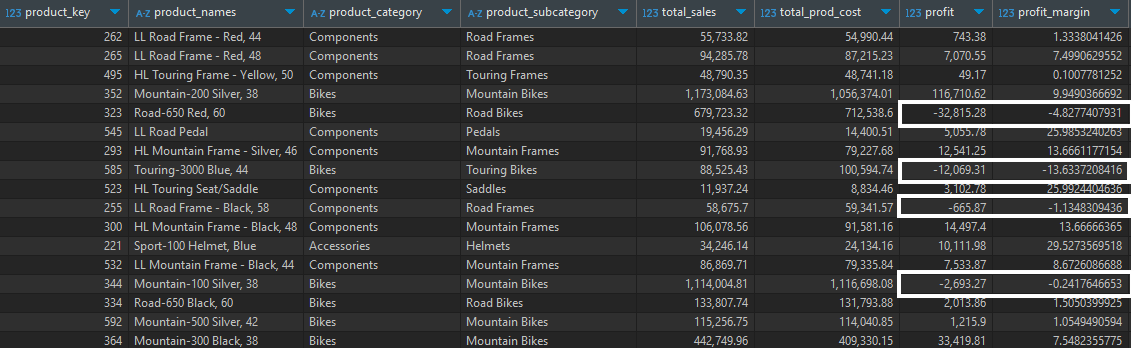 123 product_key A-Z product_names A-Z product_category A-Z product_subcategory 123 total_sales 123 total_prod_cost 123 profit 123 profit_margin
262 LL Road Frame - Red, 44 Components Road Frames 55,733.82 54,990.44 743.38 1.3338041426
265 LL Road Frame - Red, 48 Components Road Frames 94,285.78 87,215.23 7,070.55 7.4990629552
495 HL Touring Frame - Yellow, 50 Components Touring Frames 48,790.35 48,741.18 49.17 0.1007781252
352 Mountain-200 Silver, 38 Bikes Mountain Bikes 1,173,084.63 1,056,374.01 116,710.62 9.9490366692
323 Road-650 Red, 60 Bikes Road Bikes 679,723.32 712,538.6 -32,815.28 -4.8277407931
545 LL Road Pedal Components Pedals 19,456.29 14,400.51 5,055.78 25.9853240263
293 HL Mountain Frame - Silver, 46 Components Mountain Frames 91,768.93 79,227.68 12,541.25 13.6661177154
585 Touring-3000 Blue, 44 Bikes Touring Bikes 88,525.43 100,594.74 -12,069.31 -13.6337208416
523 HL Touring Seat/Saddle Components Saddles 11,937.24 8,834.46 3,102.78 25.9924404636
255 LL Road Frame - Black, 58 Components Road Frames 58,675.7 59,341.57 -665.87 -1.1348309436
300 HL Mountain Frame - Black, 48 Components Mountain Frames 106,078.56 91,581.16 14,497.4 13.66666365
221 Sport-100 Helmet, Blue Accessories Helmets 34,246.14 24,134.16 10,111.98 29.5273569518
532 LL Mountain Frame - Black, 44 Components Mountain Frames 86,869.71 79,335.84 7,533.87 8.6726086688
344 Mountain-100 Silver, 38 Bikes Mountain Bikes 1,114,004.81 1,116,698.08 -2,693.27 -0.2417646653
334 Road-650 Black, 60 Bikes Road Bikes 133,807.74 131,793.88 2,013.86 1.5050399925
592 Mountain-500 Silver, 42 Bikes Mountain Bikes 115,256.75 114,040.85 1,215.9 1.0549490594
364 Mountain-300 Black, 38 Bikes Mountain Bikes 442,749.96 409,330.15 33,419.81 7.5482355775